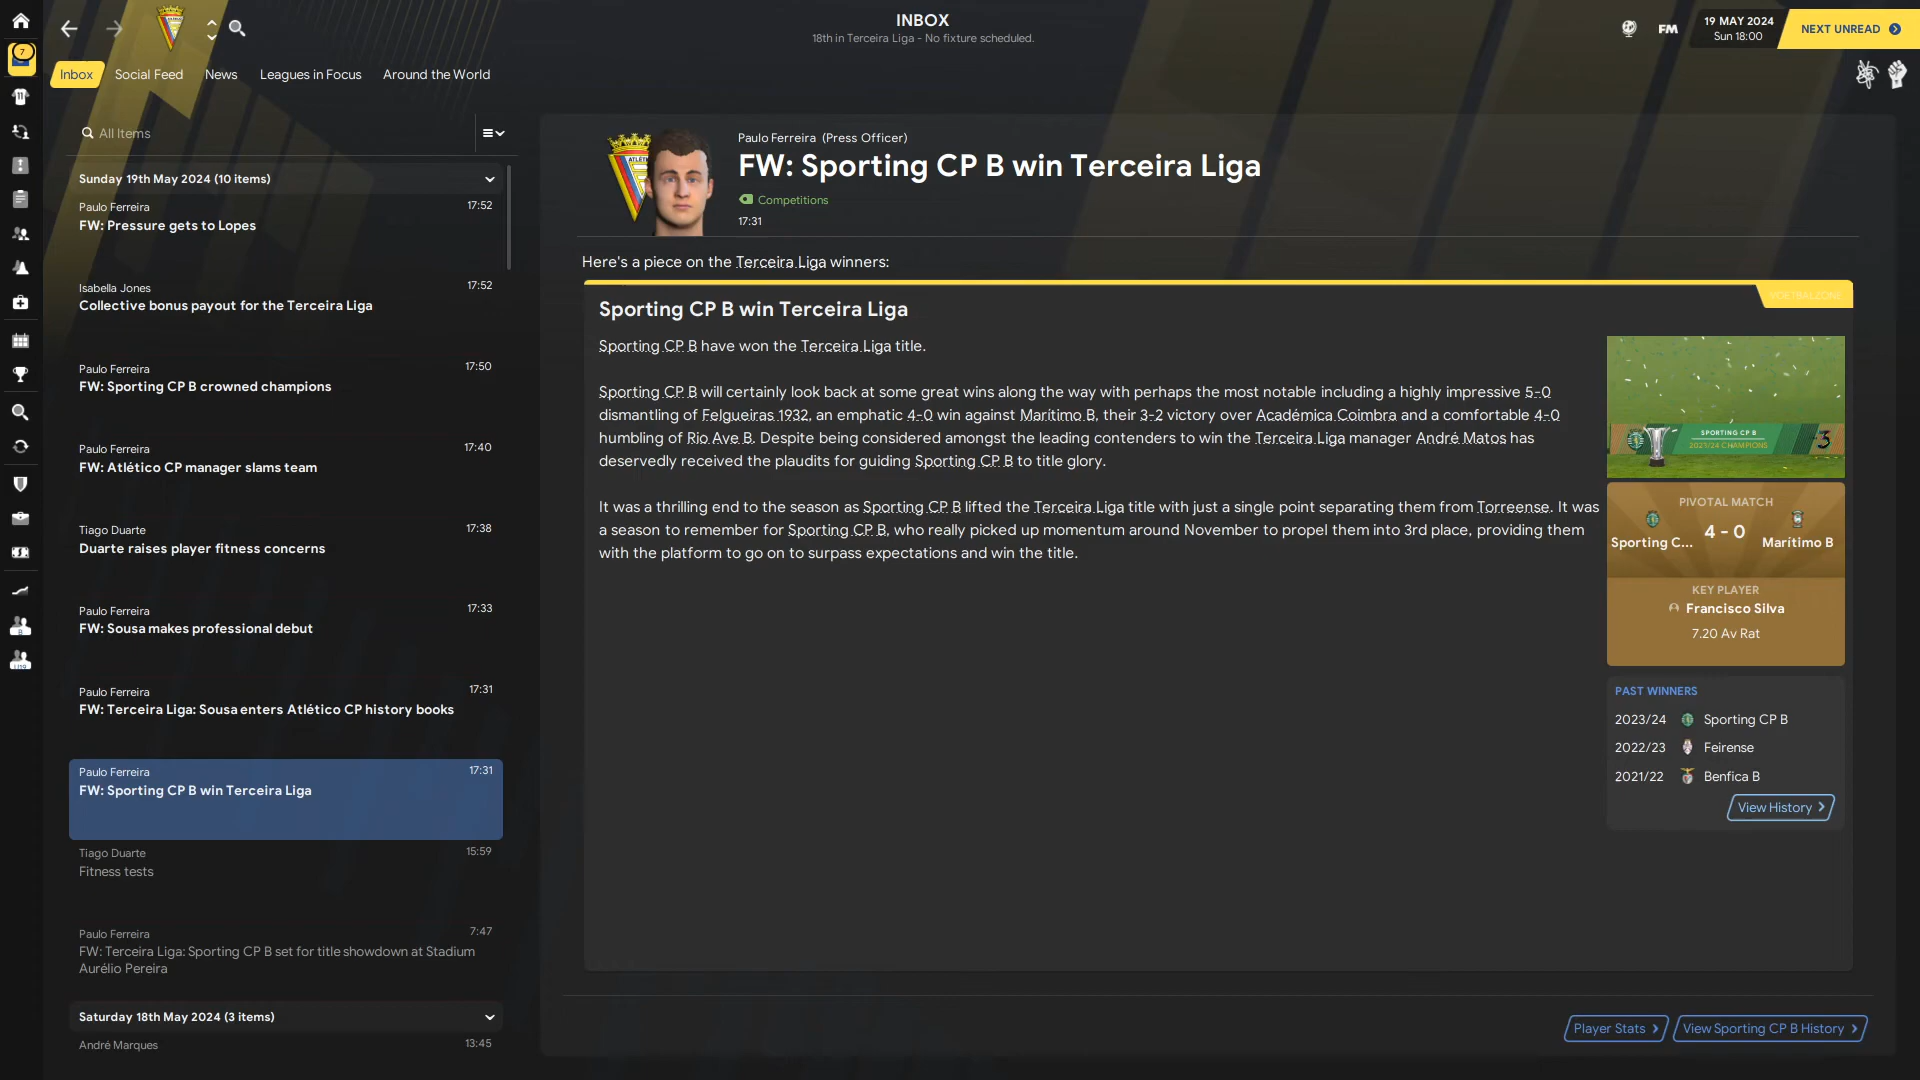 INBOX
18th in Terceira Liga - No fixture scheduled.
FM
19 MAY 2024
Sun 18:00
NEXT UNREAD
7
Inbox
Social Feed
News
Leagues in Focus
Around the World
All Items
Sunday 19th May 2024 (10 items)
Paulo Ferreira
17:52
FW: Pressure gets to Lopes
Isabella Jones
17:52
Collective bonus payout for the Terceira Liga
Paulo Ferreira
17:50
FW: Sporting CP B crowned champions
Paulo Ferreira
17:40
FW: Atlético CP manager slams team
Tiago Duarte
17:38
Duarte raises player fitness concerns
Paulo Ferreira
17:33
FW: Sousa makes professional debut
Paulo Ferreira
17:31
FW: Terceira Liga: Sousa enters Atlético CP history books
Paulo Ferreira
17:31
FW: Sporting CP B win Terceira Liga
Tiago Duarte
15:59
Fitness tests
Paulo Ferreira
7:47
FW: Terceira Liga: Sporting CP B set for title showdown at Stadium
Aurélio Pereira
Saturday 18th May 2024 (3 items)
André Marques
13:45
Paulo Ferreira (Press Officer)
FW: Sporting CP B win Terceira Liga
Competitions
17:31
Here's a piece on the Terceira Liga winners:
VOETBALZONE
Sporting CP B win Terceira Liga
Sporting CP B have won the Terceira Liga title.
Sporting CP B will certainly look back at some great wins along the way with perhaps the most notable including a highly impressive 5-0
dismantling of Felgueiras 1932, an emphatic 4-0 win against Marítimo B, their 3-2 victory over Académica Coimbra and a comfortable 4-0
humbling of Rio Ave B. Despite being considered amongst the leading contenders to win the Terceira Liga manager André Matos has
deservedly received the plaudits for guiding Sporting CP B to title glory.
It was a thrilling end to the season as Sporting CP B lifted the Terceira Liga title with just a single point separating them from Torreense. It was
a season to remember for Sporting CP B, who really picked up momentum around November to propel them into 3rd place, providing them
with the platform to go on to surpass expectations and win the title.
SPORTING CP B
2023/24 CHAMPIONS
3
PIVOTAL MATCH
Sporting C...
4 - 0
Marítimo B
KEY PLAYER
Francisco Silva
7.20 Av Rat
PAST WINNERS
2023/24 Sporting CP B
2022/23 Feirense
2021/22 Benfica B
View History
Player Stats
View Sporting CP B History